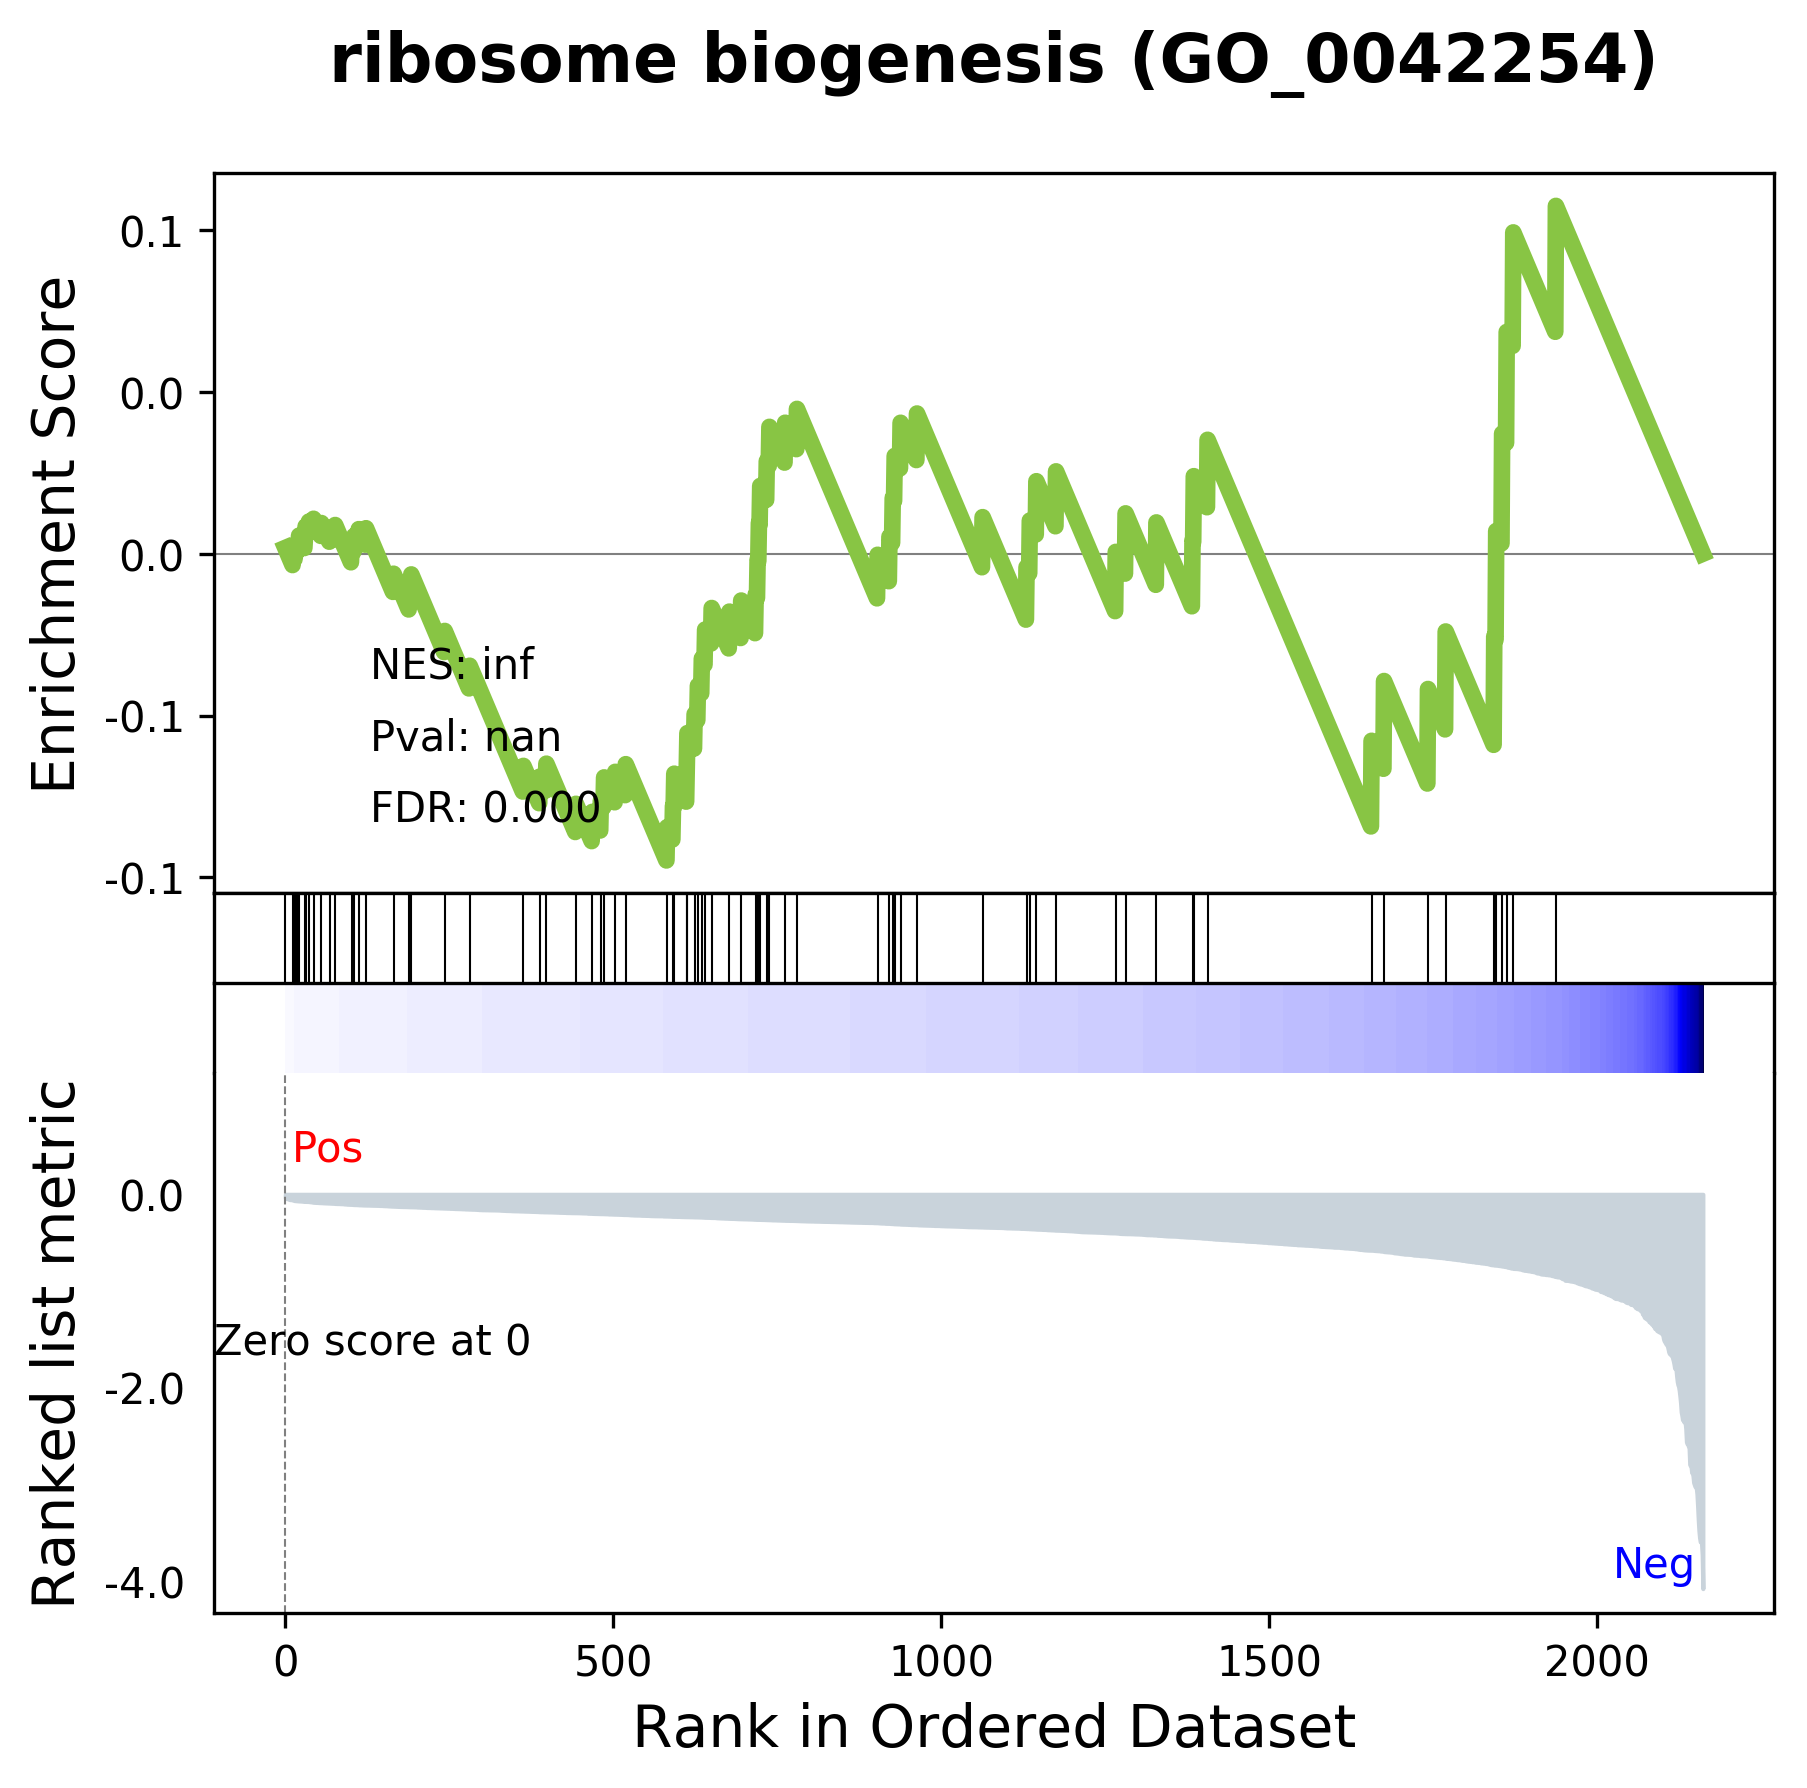 ribosome biogenesis (GO_0042254)
Enrichment Score
0.1
0.0
0.0
-0.1
-0.1
NES: inf
Pval: nan
FDR: 0.000
Ranked list metric
Pos
0.0
Zero score at 0
-2.0
-4.0
Neg
0 500 1000 1500 2000
Rank in Ordered Dataset